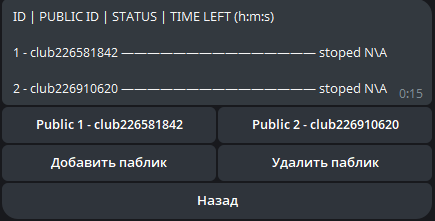 ID | PUBLIC ID | STATUS | TIME LEFT (h:m:s)
1 - club226581842 ——————————————— stoped N\A
2 - club226910620 ——————————————— stoped N\A
0:15
Public 1 - club226581842
Public 2 - club226910620
Добавить паблик
Удалить паблик
Назад